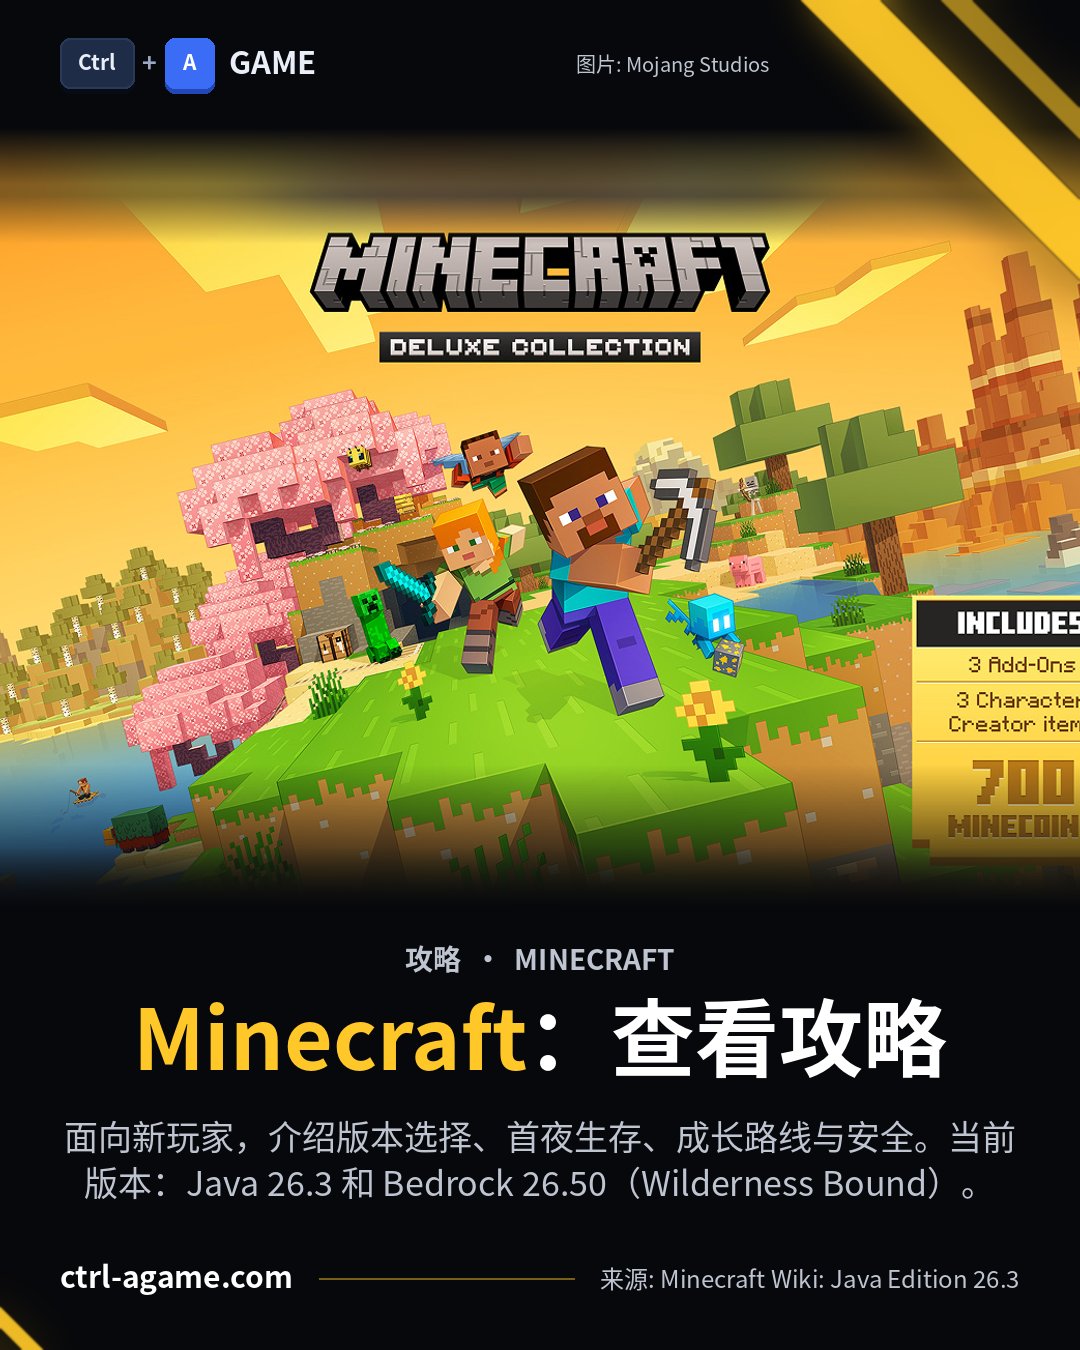 Ctrl + A GAME
图片: Mojang Studios
MINECRAFT
DELUXE COLLECTION
INCLUDES
3 Add-Ons
3 Character
Creator item
700
MINECOIN
攻略 · MINECRAFT
Minecraft：查看攻略
面向新玩家，介绍版本选择、首夜生存、成长路线与安全。当前
版本：Java 26.3 和 Bedrock 26.50（Wilderness Bound）。
ctrl-agame.com
来源: Minecraft Wiki: Java Edition 26.3